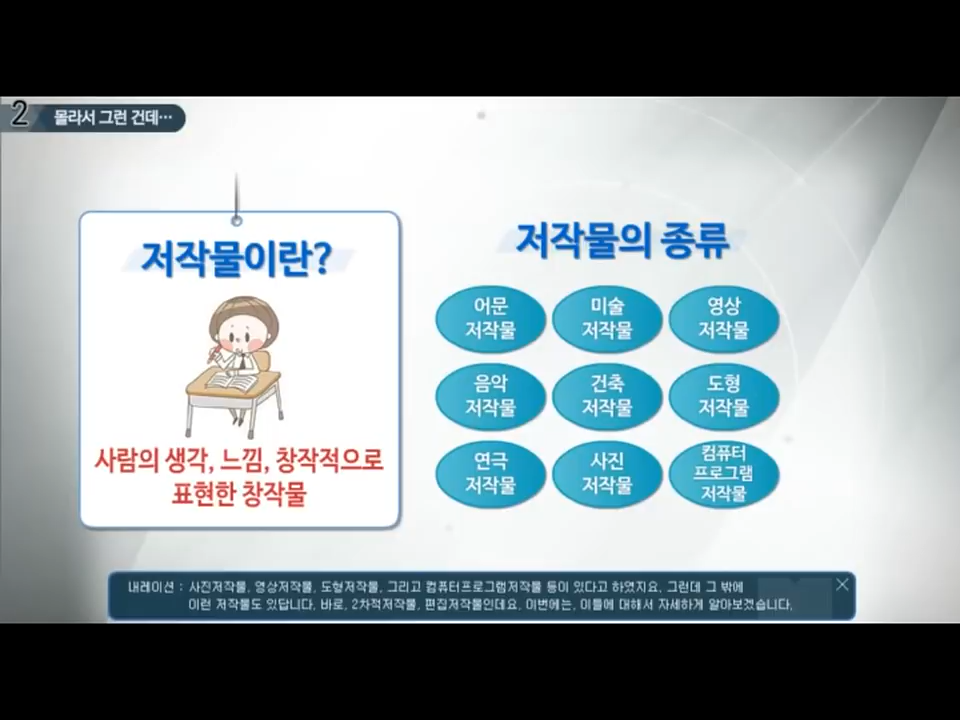 2 몰라서 그런 건데…
저작물이란?
사람의 생각, 느낌, 창작적으로
표현한 창작물
저작물의 종류
어문
저작물
미술
저작물
영상
저작물
음악
저작물
건축
저작물
도형
저작물
연극
저작물
사진
저작물
컴퓨터
프로그램
저작물
내레이션 : 사진저작물, 영상저작물, 도형저작물, 그리고 컴퓨터프로그램저작물 등이 있다고 하였지요. 그런데 그 밖에
이런 저작물도 있답니다. 바로, 2차적저작물, 편집저작물인데요. 이번에는, 이들에 대해서 자세하게 알아보겠습니다.